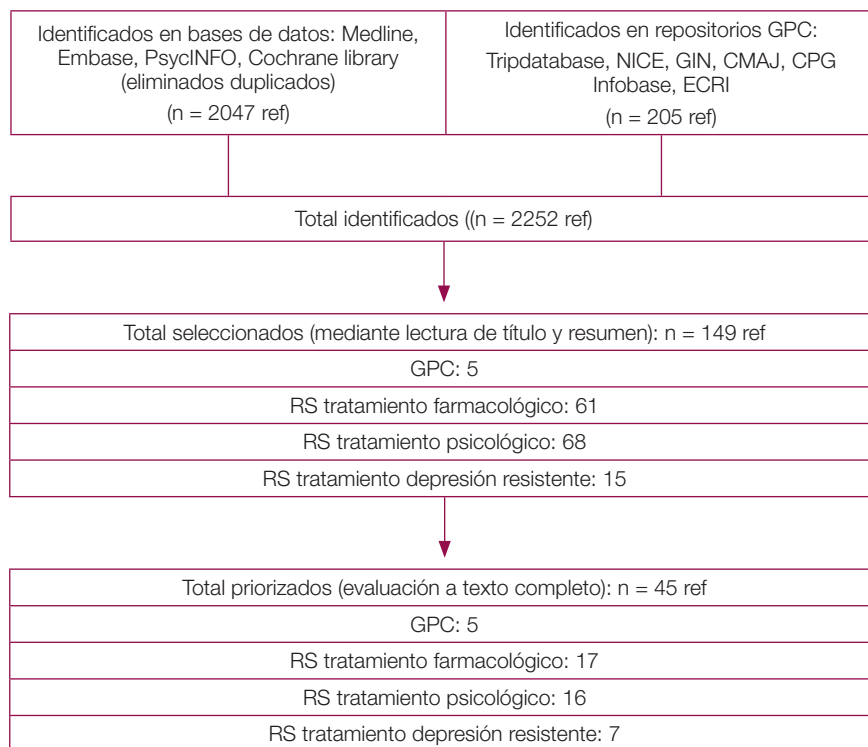 Identificados en bases de datos: Medline,
Embase, PsycINFO, Cochrane library
(eliminados duplicados)
(n = 2047 ref)
Identificados en repositorios GPC:
Tripdatabase, NICE, GIN, CMAJ, CPG
Infobase, ECRI
(n = 205 ref)
Total identificados ((n = 2252 ref)
Total seleccionados (mediante lectura de título y resumen): n = 149 ref
GPC: 5
RS tratamiento farmacológico: 61
RS tratamiento psicológico: 68
RS tratamiento depresión resistente: 15
Total priorizados (evaluación a texto completo): n = 45 ref
GPC: 5
RS tratamiento farmacológico: 17
RS tratamiento psicológico: 16
RS tratamiento depresión resistente: 7